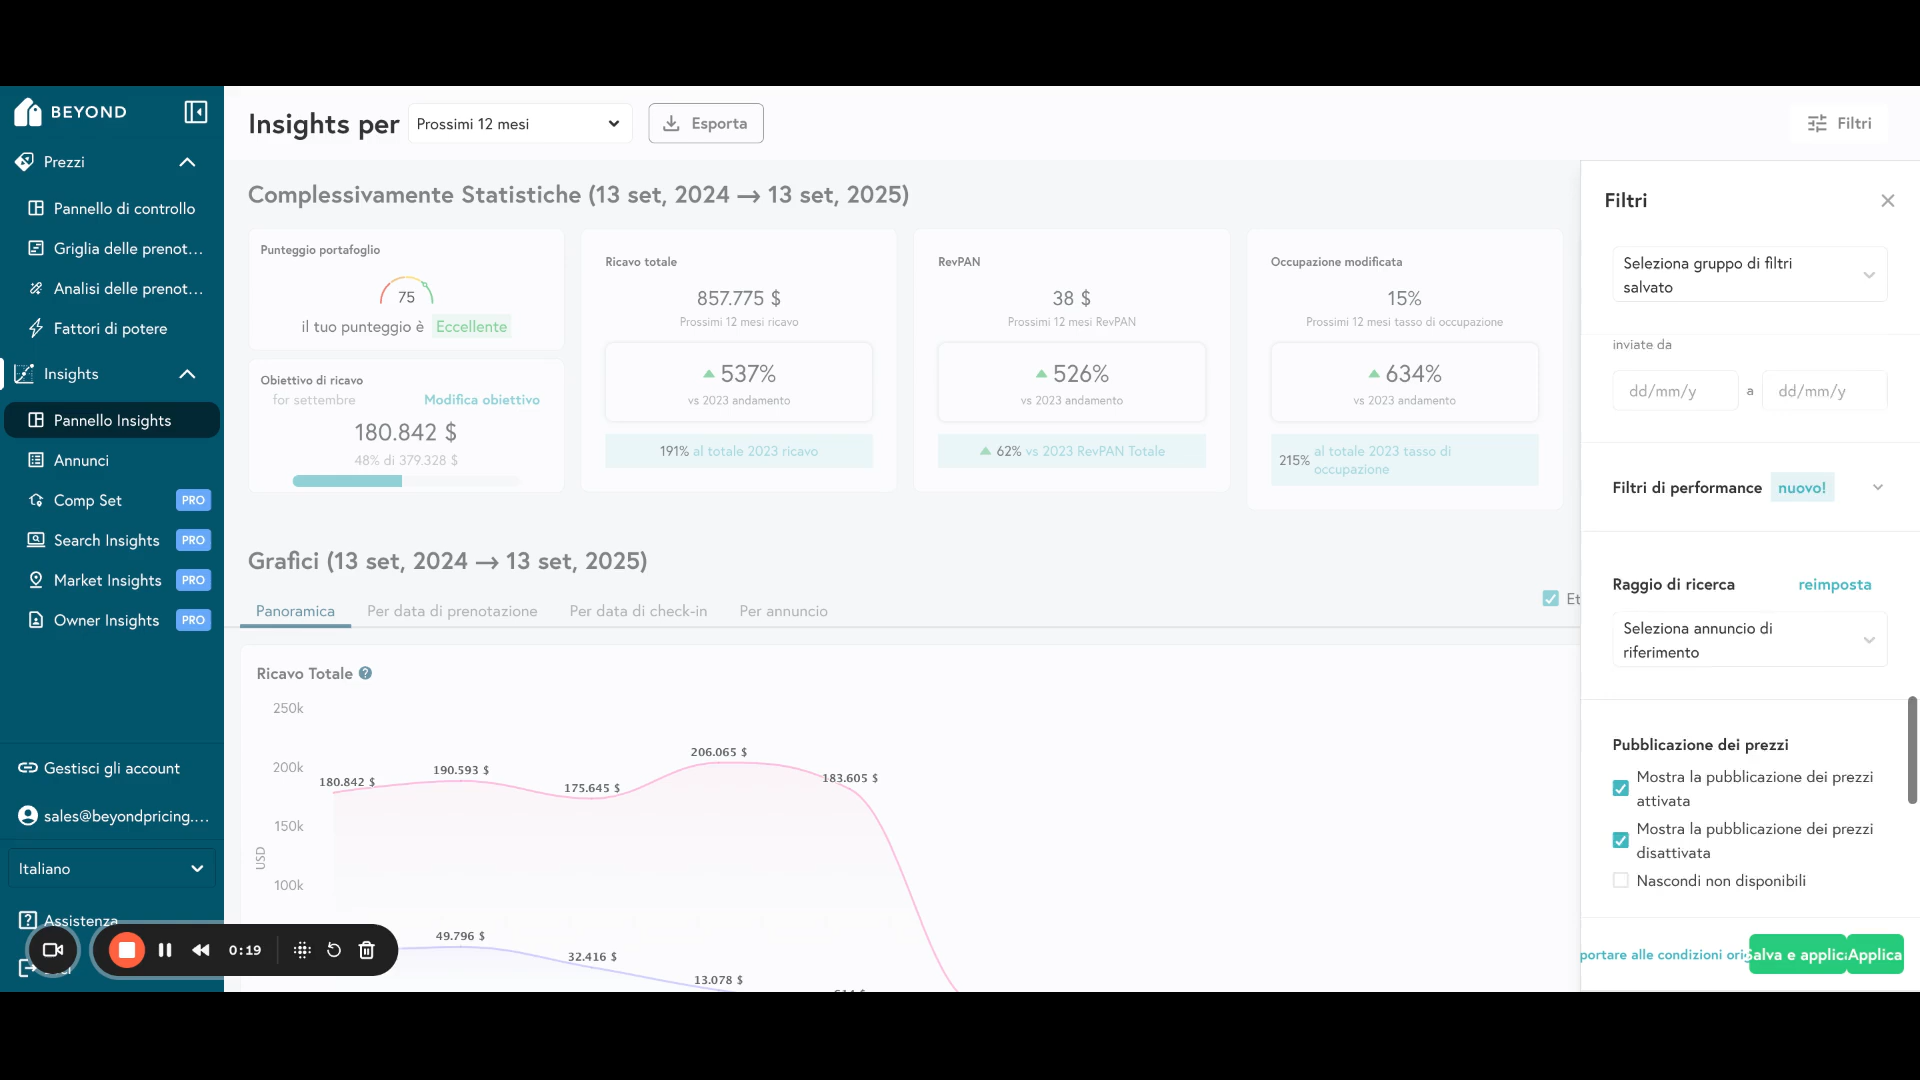 BEYOND
Prezzi
Pannello di controllo
Griglia delle prenot...
Analisi delle prenot...
Fattori di potere
Insights
Pannello Insights
Annunci
Comp Set PRO
Search Insights PRO
Market Insights PRO
Owner Insights PRO
Gestisci gli account
sales@beyondpricing....
Italiano
Assistenza
0:19
Insights per
Prossimi 12 mesi
Esporta
Filtri
Complessivamente Statistiche (13 set, 2024 → 13 set, 2025)
Punteggio portafoglio
75
il tuo punteggio è Eccellente
Obiettivo di ricavo
for settembre
Modifica obiettivo
180.842 $
48% di 379.328 $
Ricavo totale
857.775 $
Prossimi 12 mesi ricavo
537%
vs 2023 andamento
191% al totale 2023 ricavo
RevPAN
38 $
Prossimi 12 mesi RevPAN
526%
vs 2023 andamento
62% vs 2023 RevPAN Totale
Occupazione modificata
15%
Prossimi 12 mesi tasso di occupazione
634%
vs 2023 andamento
215% al totale 2023 tasso di
occupazione
Grafici (13 set, 2024 → 13 set, 2025)
Panoramica
Per data di prenotazione
Per data di check-in
Per annuncio
Et
Ricavo Totale ?
250k
200k
150k
100k
USD
180.842 $
190.593 $
175.645 $
206.065 $
183.605 $
49.796 $
32.416 $
13.078 $
Filtri
Seleziona gruppo di filtri
salvato
inviate da
dd/mm/y a dd/mm/y
Filtri di performance nuovo!
Raggio di ricerca reimposta
Seleziona annuncio di
riferimento
Pubblicazione dei prezzi
Mostra la pubblicazione dei prezzi
attivata
Mostra la pubblicazione dei prezzi
disattivata
Nascondi non disponibili
portare alle condizioni orig
Salva e applica
Applica